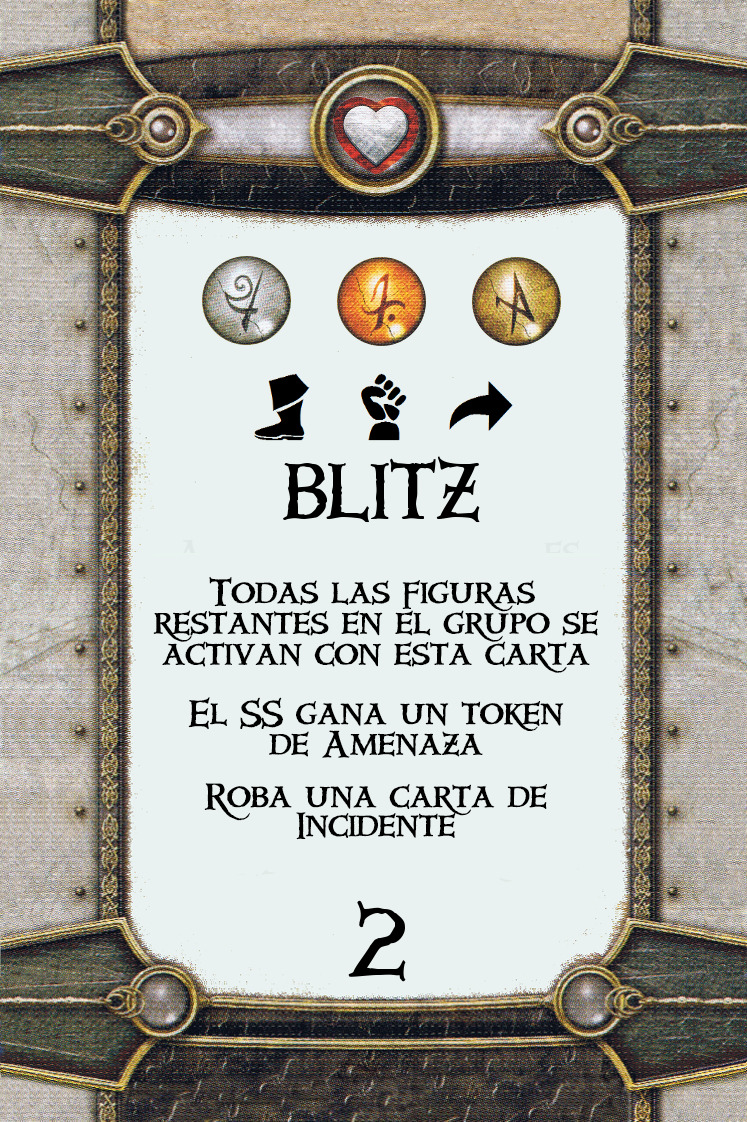 BLITZ
Todas las Figuras
restantes en el grupo se
activan con esta carta
El SS gana un token
de Amenaza
Roba una carta de
Incidente
2